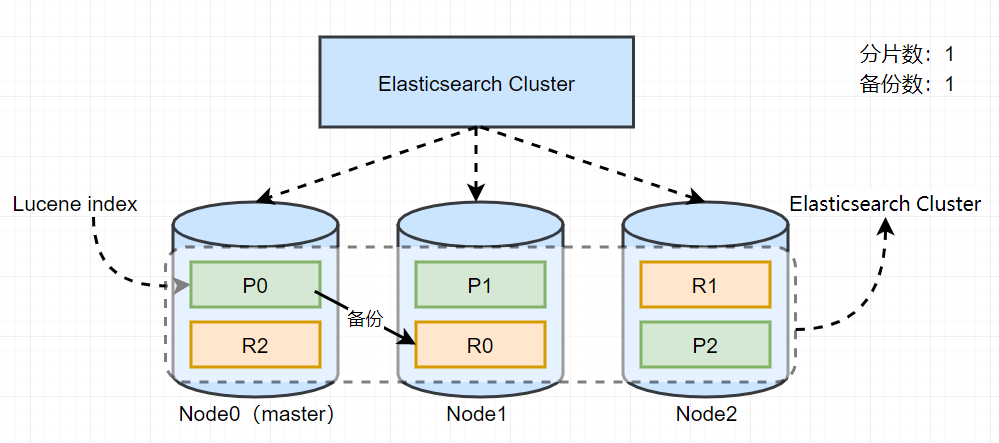 分片数：1
备份数：1
Elasticsearch Cluster
Lucene index
Elasticsearch Cluster
P0
P1
R1
备份
R2
R0
P2
Node0（master）
Node1
Node2